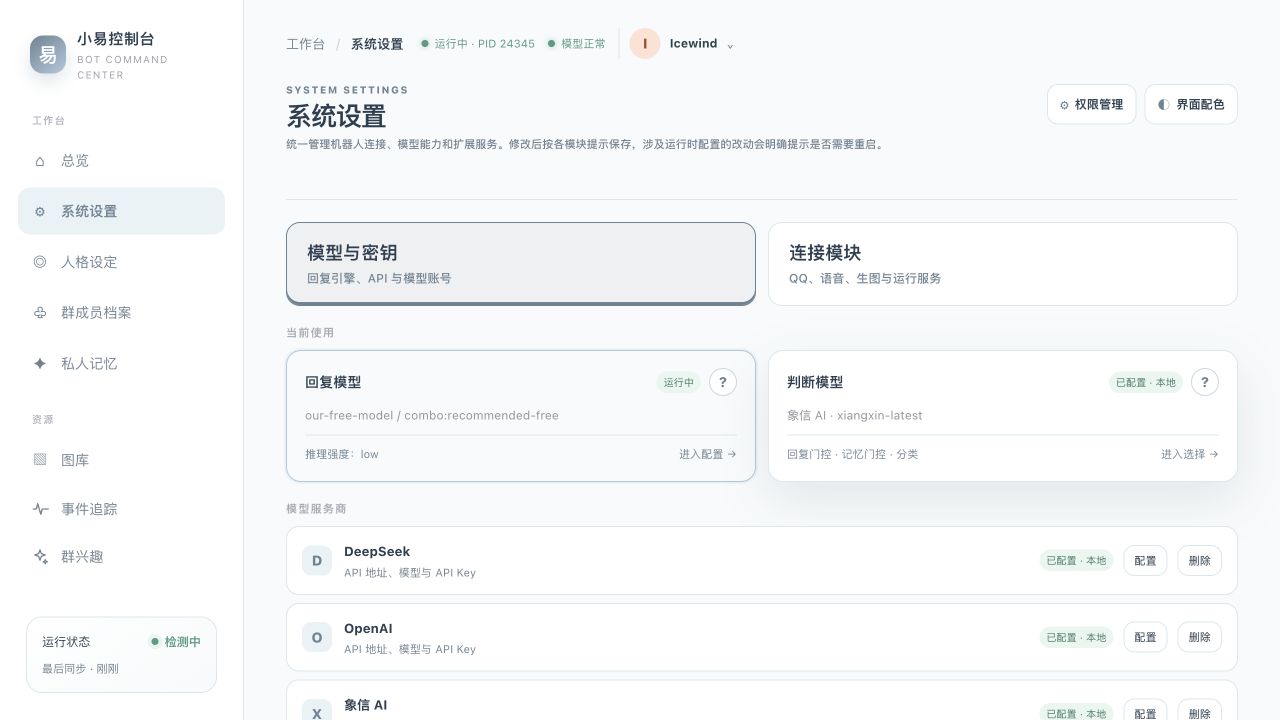 易
小易控制台
BOT COMMAND
CENTER
工作台
总览
系统设置
人格设定
群成员档案
私人记忆
资源
图库
事件追踪
群兴趣
运行状态
检测中
最后同步 · 刚刚
工作台 / 系统设置
运行中 · PID 24345
模型正常
I
Icewind
SYSTEM SETTINGS
系统设置
统一管理机器人连接、模型能力和扩展服务。修改后按各模块提示保存，涉及运行时配置的改动会明确提示是否需要重启。
权限管理
界面配色
模型与密钥
回复引擎、API 与模型账号
连接模块
QQ、语音、生图与运行服务
当前使用
回复模型
运行中
?
our-free-model / combo:recommended-free
推理强度：low
进入配置 →
判断模型
已配置 · 本地
?
象信 AI · xiangxin-latest
回复门控 · 记忆门控 · 分类
进入选择 →
模型服务商
D
DeepSeek
API 地址、模型与 API Key
已配置 · 本地
配置
删除
O
OpenAI
API 地址、模型与 API Key
已配置 · 本地
配置
删除
X
象信 AI
已配置 · 本地
配置
删除